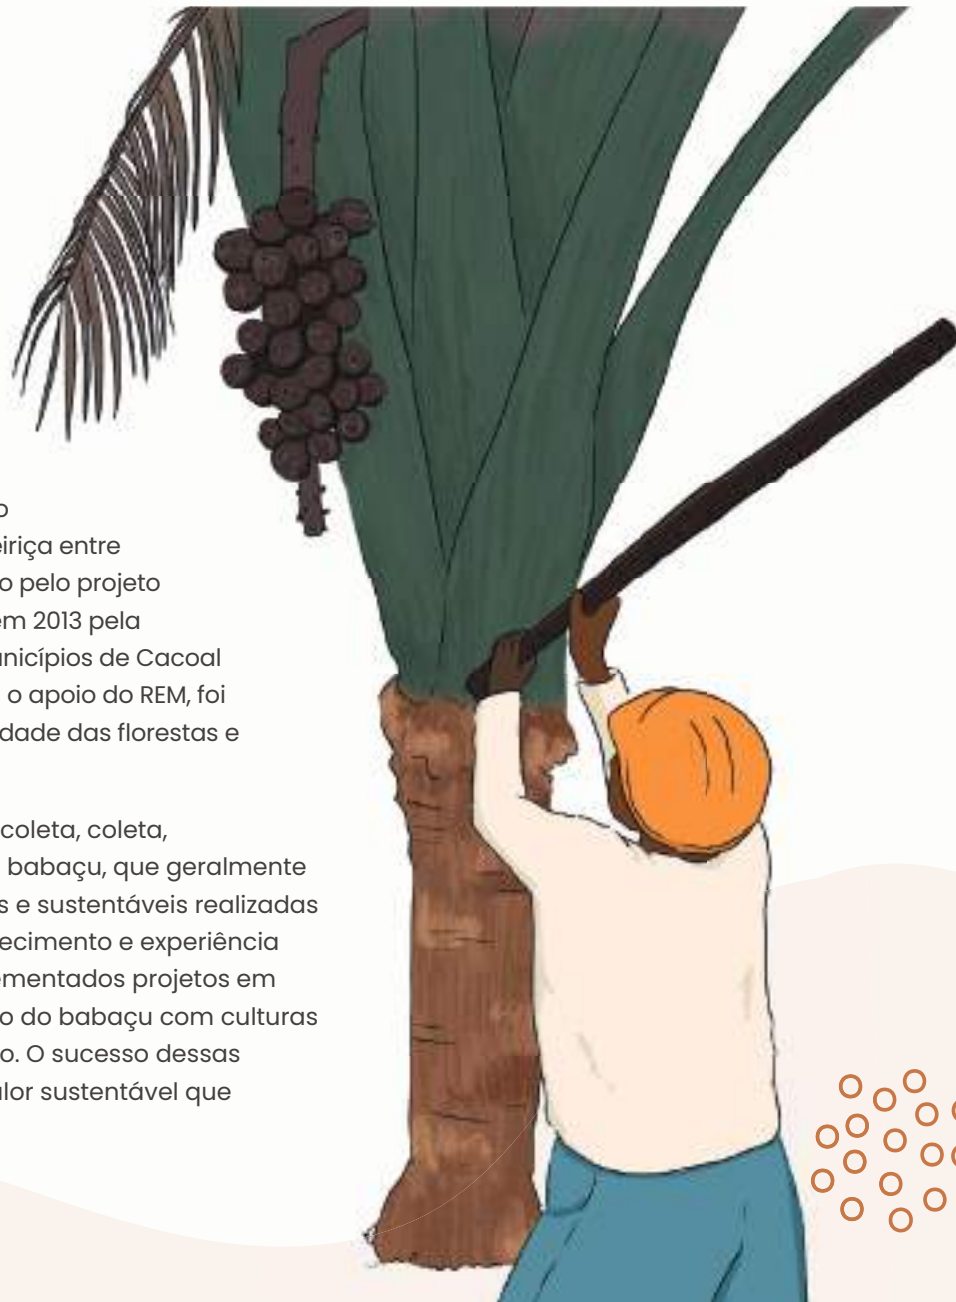 o
eiriça entre
o pelo projeto
em 2013 pela
unicípios de Cacoal
o apoio do REM, foi
dade das florestas e
coleta, coleta,
babaçu, que geralmente
s e sustentáveis realizadas
ecimento e experiência
ementados projetos em
o do babaçu com culturas
o. O sucesso dessas
alor sustentável que